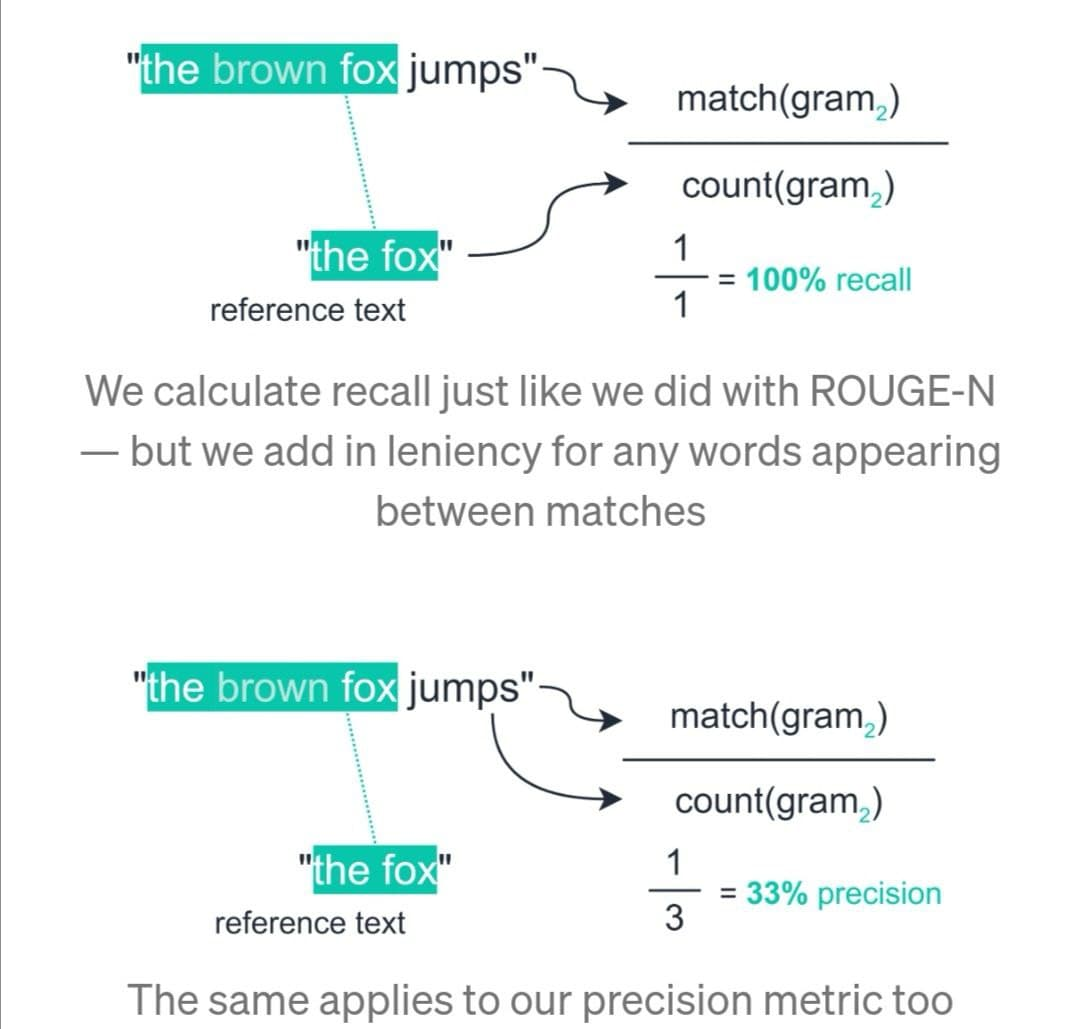 "the brown fox jumps"
match(gram₂)
count(gram₂)
"the fox"
reference text
1
1
= 100% recall
We calculate recall just like we did with ROUGE-N
— but we add in leniency for any words appearing
between matches
"the brown fox jumps"
match(gram₂)
count(gram₂)
"the fox"
reference text
1
3
= 33% precision
The same applies to our precision metric too